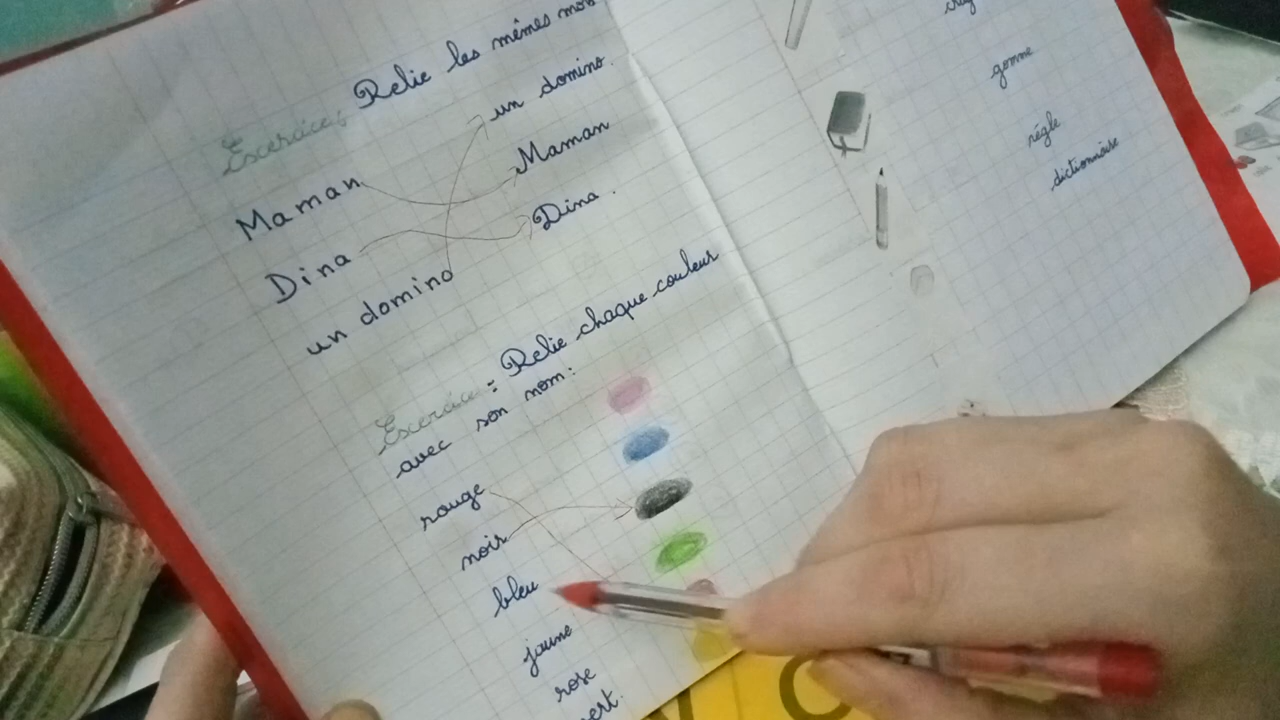 Exercice: Relie les mêmes mots
Maman un domino.
Dina Maman
un domino Dina.
Exercice: Relie chaque couleur
avec son nom:
rouge
noir
bleu
jaune
rose
gomme
régle
dictionnaire